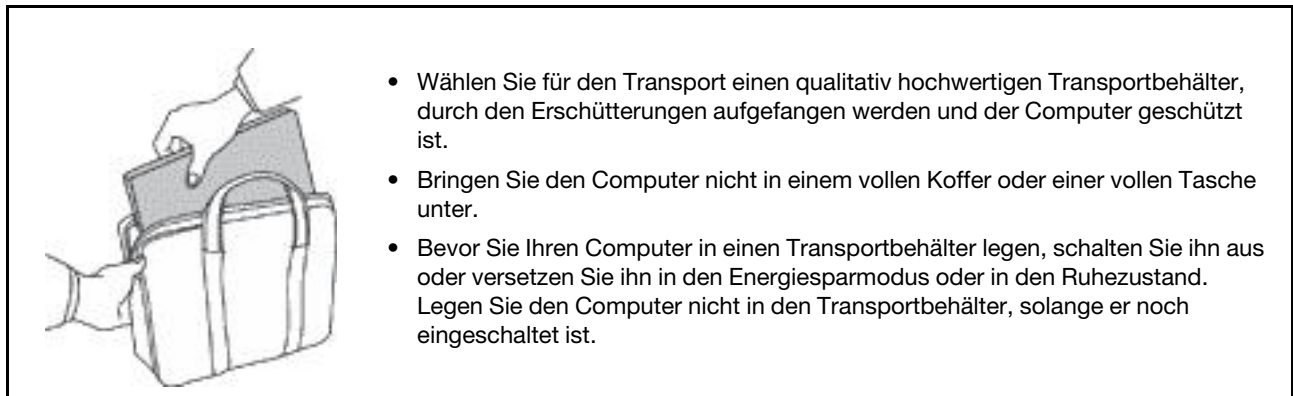 • Wählen Sie für den Transport einen qualitativ hochwertigen Transportbehälter,
durch den Erschütterungen aufgefangen werden und der Computer geschützt
ist.
• Bringen Sie den Computer nicht in einem vollen Koffer oder einer vollen Tasche
unter.
• Bevor Sie Ihren Computer in einen Transportbehälter legen, schalten Sie ihn aus
oder versetzen Sie ihn in den Energiesparmodus oder in den Ruhezustand.
Legen Sie den Computer nicht in den Transportbehälter, solange er noch
eingeschaltet ist.